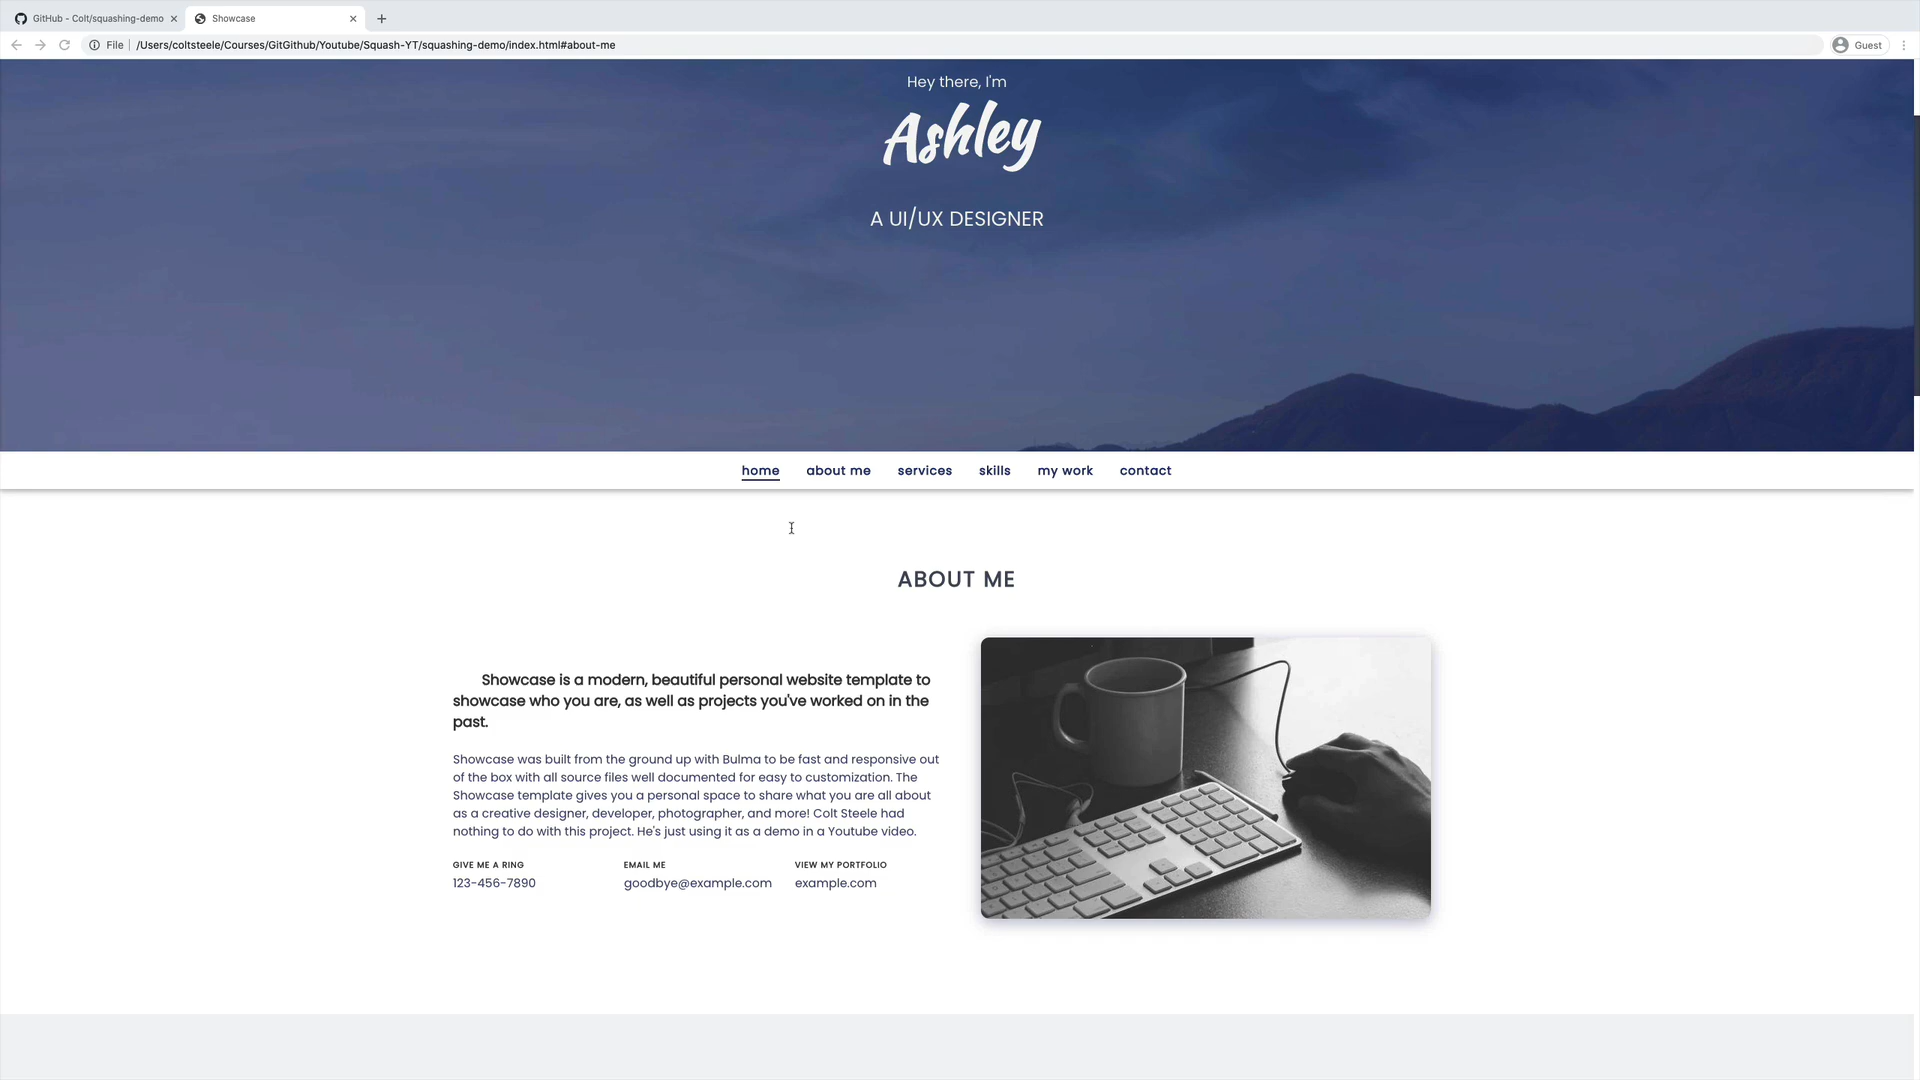 GitHub - Colt/squashing-demo
Showcase
File
/Users/coltsteele/Courses/GitGithub/Youtube/Squash-YT/squashing-demo/index.html#about-me
Guest
Hey there, I'm
Ashley
A UI/UX DESIGNER
home about me services skills my work contact
ABOUT ME
Showcase is a modern, beautiful personal website template to
showcase who you are, as well as projects you've worked on in the
past.
Showcase was built from the ground up with Bulma to be fast and responsive out
of the box with all source files well documented for easy to customization. The
Showcase template gives you a personal space to share what you are all about
as a creative designer, developer, photographer, and more! Colt Steele had
nothing to do with this project. He's just using it as a demo in a Youtube video.
GIVE ME A RING
123-456-7890
EMAIL ME
goodbye@example.com
VIEW MY PORTFOLIO
example.com